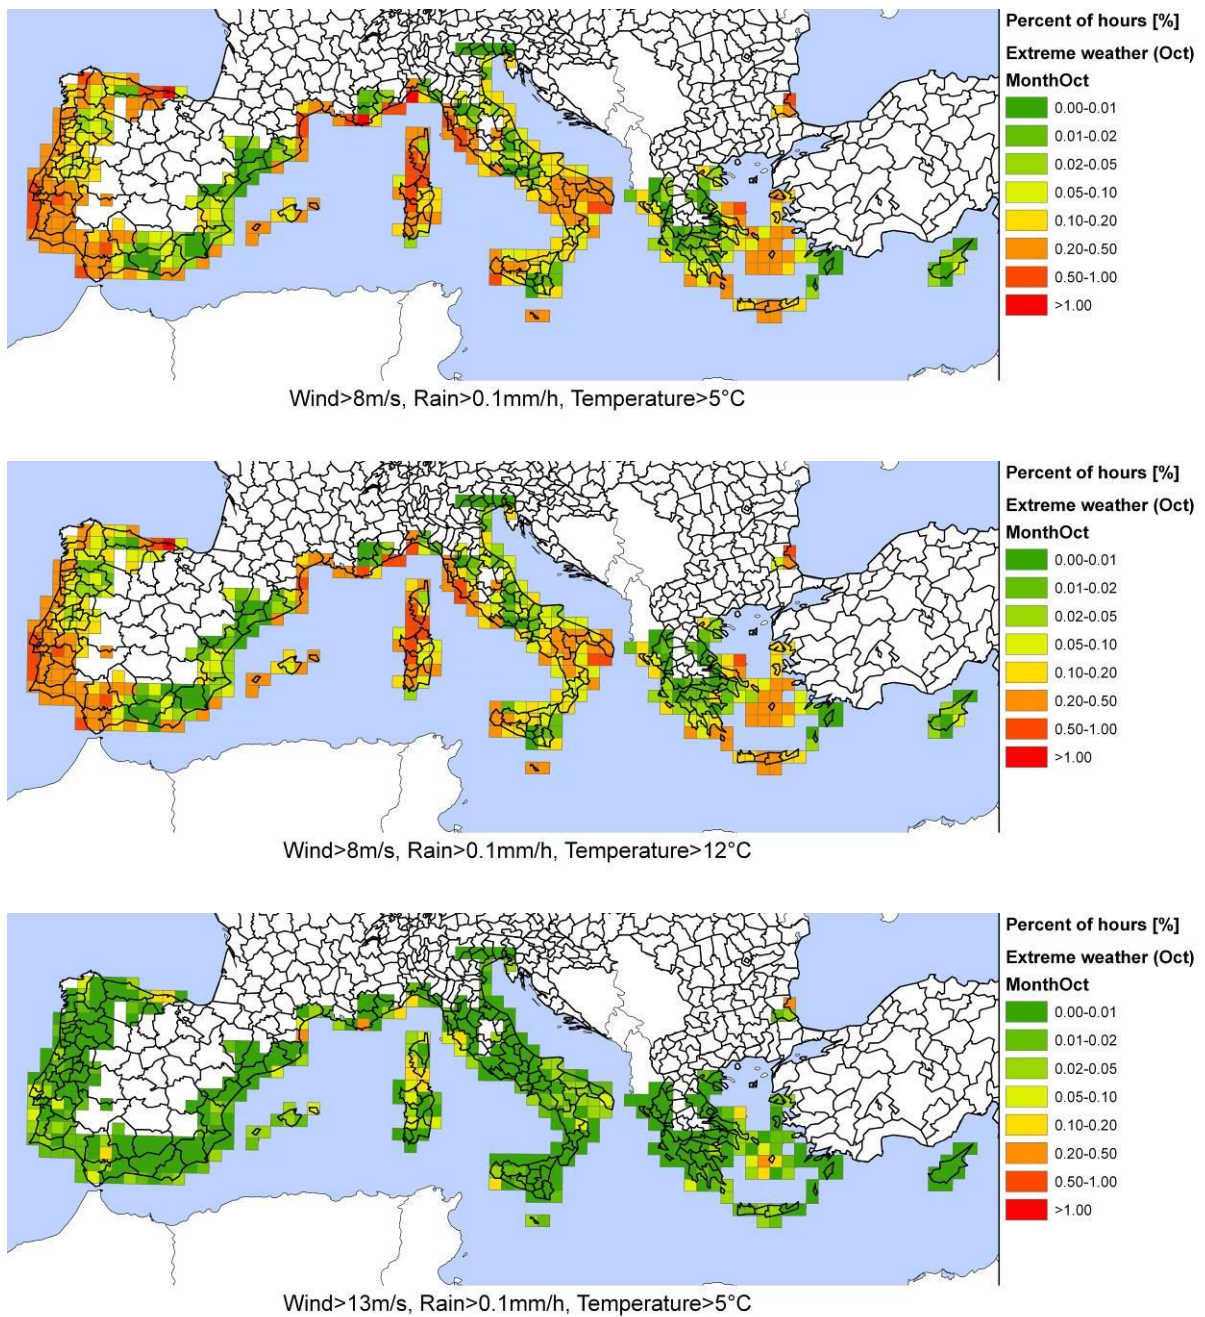 Percent of hours [%]
Extreme weather (Oct)
MonthOct
0.00-0.01
0.01-0.02
0.02-0.05
0.05-0.10
0.10-0.20
0.20-0.50
0.50-1.00
>1.00
Wind>8m/s, Rain>0.1mm/h, Temperature>5°C
Percent of hours [%]
Extreme weather (Oct)
MonthOct
0.00-0.01
0.01-0.02
0.02-0.05
0.05-0.10
0.10-0.20
0.20-0.50
0.50-1.00
>1.00
Wind>8m/s, Rain>0.1mm/h, Temperature>12°C
Percent of hours [%]
Extreme weather (Oct)
MonthOct
0.00-0.01
0.01-0.02
0.02-0.05
0.05-0.10
0.10-0.20
0.20-0.50
0.50-1.00
>1.00
Wind>13m/s, Rain>0.1mm/h, Temperature>5°C